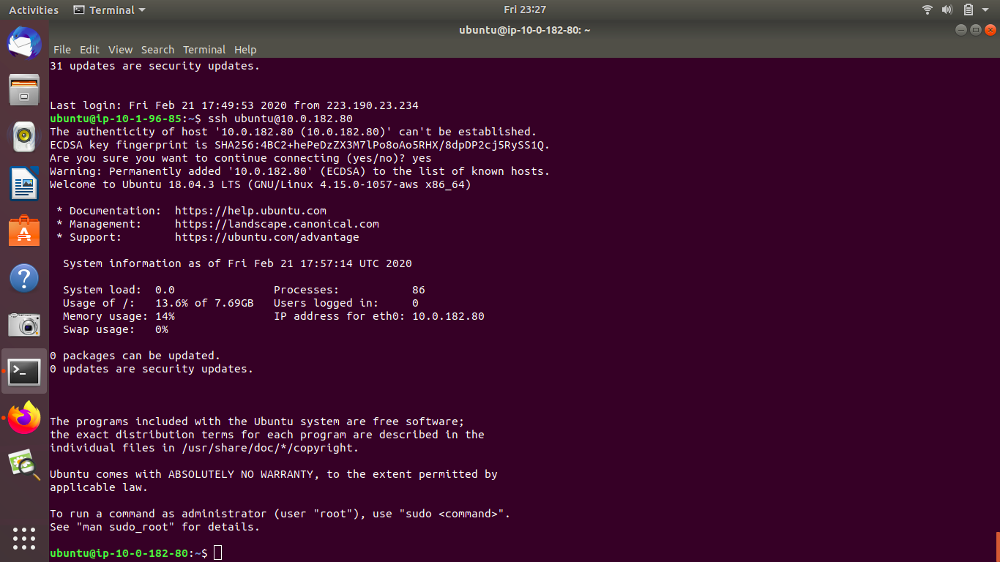 Activities Terminal Fri 23:27
ubuntu@ip-10-0-182-80: ~
File Edit View Search Terminal Help
31 updates are security updates.
Last login: Fri Feb 21 17:49:53 2020 from 223.190.23.234
ubuntu@ip-10-1-96-85:~$ ssh ubuntu@10.0.182.80
The authenticity of host '10.0.182.80 (10.0.182.80)' can't be established.
ECDSA key fingerprint is SHA256:4BC2+hePeDzZX3M7lPo8oAo5RHX/8dpDP2cj5RySS1Q.
Are you sure you want to continue connecting (yes/no)? yes
Warning: Permanently added '10.0.182.80' (ECDSA) to the list of known hosts.
Welcome to Ubuntu 18.04.3 LTS (GNU/Linux 4.15.0-1057-aws x86_64)
* Documentation: https://help.ubuntu.com
* Management: https://landscape.canonical.com
* Support: https://ubuntu.com/advantage
System information as of Fri Feb 21 17:57:14 UTC 2020
System load: 0.0 Processes: 86
Usage of /: 13.6% of 7.69GB Users logged in: 0
Memory usage: 14% IP address for eth0: 10.0.182.80
Swap usage: 0%
0 packages can be updated.
0 updates are security updates.
The programs included with the Ubuntu system are free software;
the exact distribution terms for each program are described in the
individual files in /usr/share/doc/*/copyright.
Ubuntu comes with ABSOLUTELY NO WARRANTY, to the extent permitted by
applicable law.
To run a command as administrator (user "root"), use "sudo <command>".
See "man sudo_root" for details.
ubuntu@ip-10-0-182-80:~$